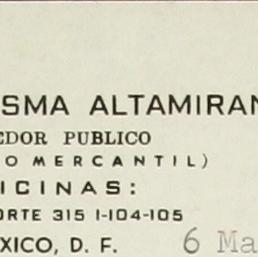 SMA ALTAMIRAN
EDOR PUBLICO
O MERCANTIL)
ICINAS:
ORTE 315 I-104-105
XICO, D. F. 6 Ma